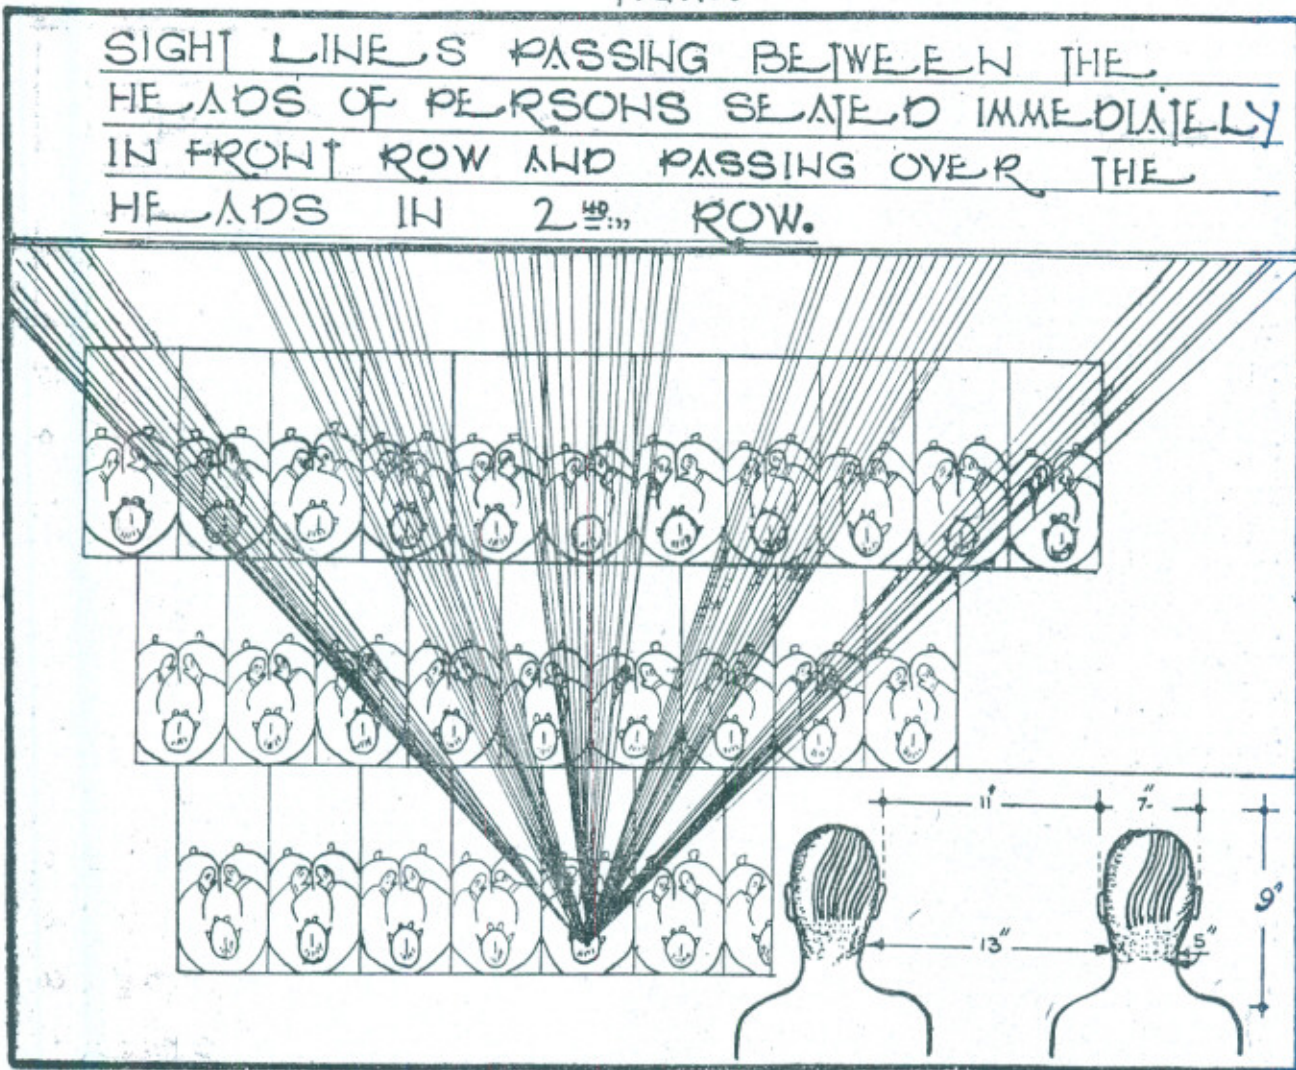 SIGHT LINES PASSING BETWEEN THE
HEADS OF PERSONS SEATED IMMEDIATELY
IN FRONT ROW AND PASSING OVER THE
HEADS IN 2ND ROW.
11" 7"
9"
13" 5"